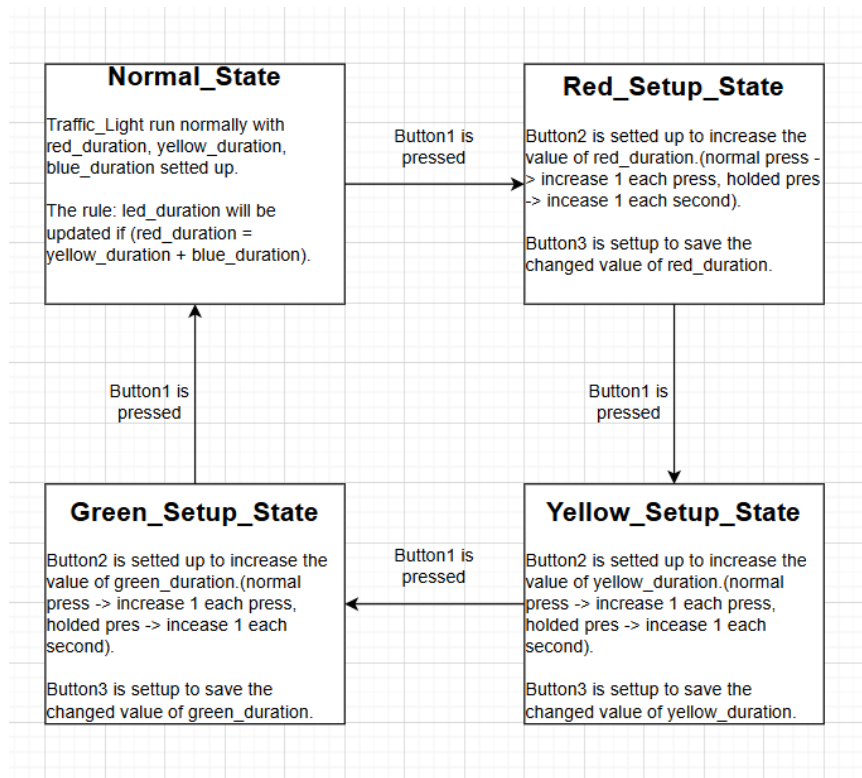 Normal_State
Traffic_Light run normally with
red_duration, yellow_duration,
blue_duration setted up.
The rule: led_duration will be
updated if (red_duration =
yellow_duration + blue_duration).
Button1 is
pressed
Red_Setup_State
Button2 is setted up to increase the
value of red_duration.(normal press -
> increase 1 each press, holded pres
-> incease 1 each second).
Button3 is settup to save the
changed value of red_duration.
Button1 is
pressed
Button1 is
pressed
Green_Setup_State
Button2 is setted up to increase the
value of green_duration.(normal
press -> increase 1 each press,
holded pres -> incease 1 each
second).
Button3 is settup to save the
changed value of green_duration.
Button1 is
pressed
Yellow_Setup_State
Button2 is setted up to increase the
value of yellow_duration.(normal
press -> increase 1 each press,
holded pres -> incease 1 each
second).
Button3 is settup to save the
changed value of yellow_duration.